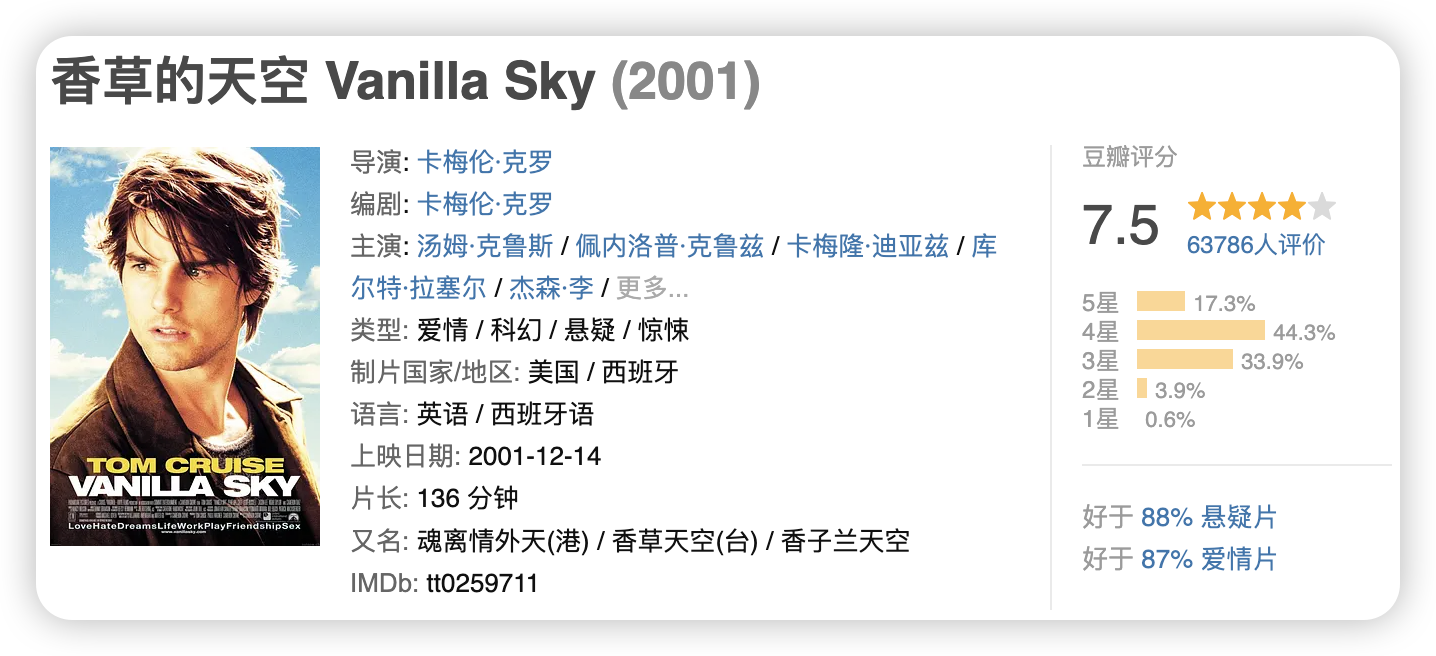 香草的天空 Vanilla Sky (2001)
TOM CRUISE
VANILLA SKY
LoveHateDreamsLifeWorkPlayFriendshipSex
www.vanillasky.com
导演: 卡梅伦·克罗
编剧: 卡梅伦·克罗
主演: 汤姆·克鲁斯 / 佩内洛普·克鲁兹 / 卡梅隆·迪亚兹 / 库
尔特·拉塞尔 / 杰森·李 / 更多...
类型: 爱情 / 科幻 / 悬疑 / 惊悚
制片国家/地区: 美国 / 西班牙
语言: 英语 / 西班牙语
上映日期: 2001-12-14
片长: 136 分钟
又名: 魂离情外天(港) / 香草天空(台) / 香子兰天空
IMDb: tt0259711
豆瓣评分
7.5
63786人评价
5星 17.3%
4星 44.3%
3星 33.9%
2星 3.9%
1星 0.6%
好于 88% 悬疑片
好于 87% 爱情片